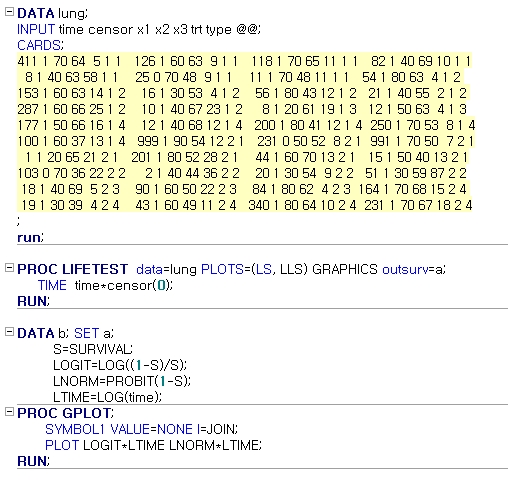 DATA lung;
INPUT time censor x1 x2 x3 trt type @@;
CARDS;
411 1 70 64 5 1 1 126 1 60 63 9 1 1 118 1 70 65 11 1 1 82 1 40 69 10 1 1
8 1 40 63 58 1 1 25 0 70 48 9 1 1 11 1 70 48 11 1 1 54 1 80 63 4 1 2
153 1 60 63 14 1 2 16 1 30 53 4 1 2 56 1 80 43 12 1 2 21 1 40 55 2 1 2
287 1 60 66 25 1 2 10 1 40 67 23 1 2 8 1 20 61 19 1 3 12 1 50 63 4 1 3
177 1 50 66 16 1 4 12 1 40 68 12 1 4 200 1 80 41 12 1 4 250 1 70 53 8 1 4
100 1 60 37 13 1 4 999 1 90 54 12 2 1 231 0 50 52 8 2 1 991 1 70 50 7 2 1
1 1 20 65 21 2 1 201 1 80 52 28 2 1 44 1 60 70 13 2 1 15 1 50 40 13 2 1
103 0 70 36 22 2 2 2 1 40 44 36 2 2 20 1 30 54 9 2 2 51 1 30 59 87 2 2
18 1 40 69 5 2 3 90 1 60 50 22 2 3 84 1 80 62 4 2 3 164 1 70 68 15 2 4
19 1 30 39 4 2 4 43 1 60 49 11 2 4 340 1 80 64 10 2 4 231 1 70 67 18 2 4
;
run;
PROC LIFETEST data=lung PLOTS=(LS, LLS) GRAPHICS outsurv=a;
TIME time*censor(0);
RUN;
DATA b; SET a;
S=SURVIVAL;
LOGIT=LOG((1-S)/S);
LNORM=PROBIT(1-S);
LTIME=LOG(time);
PROC GPLOT;
SYMBOL1 VALUE=NONE I=JOIN;
PLOT LOGIT*LTIME LNORM*LTIME;
RUN;